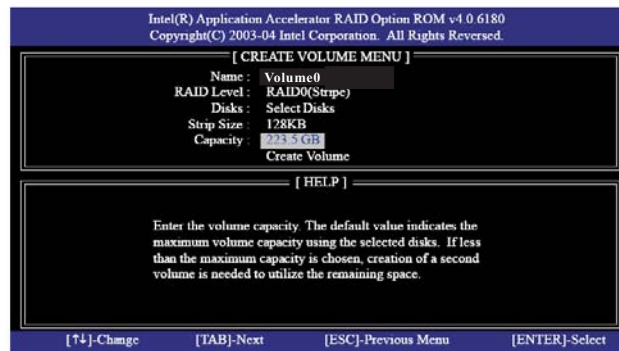 Intel(R) Application Accelerator RAID Option ROM v4.0.6180
Copyright(C) 2003-04 Intel Corporation. All Rights Reversed.
[ CREATE VOLUME MENU ]
Name : Volume0
RAID Level : RAID0(Stripe)
Disks : Select Disks
Strip Size : 128KB
Capacity : 223.5 GB
Create Volume
[ HELP ]
Enter the volume capacity. The default value indicates the
maximum volume capacity using the selected disks. If less
than the maximum capacity is chosen, creation of a second
volume is needed to utilize the remaining space.
[↑↓]-Change [TAB]-Next [ESC]-Previous Menu [ENTER]-Select